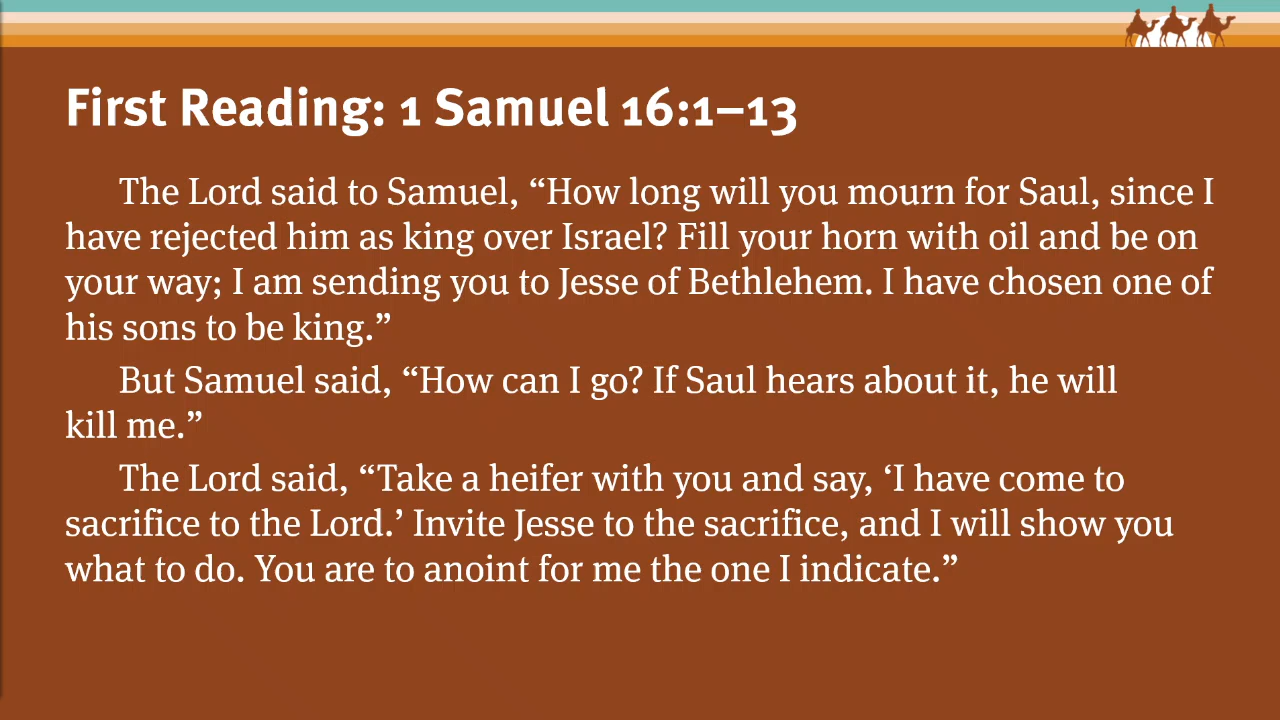 First Reading: 1 Samuel 16:1–13
The Lord said to Samuel, “How long will you mourn for Saul, since I
have rejected him as king over Israel? Fill your horn with oil and be on
your way; I am sending you to Jesse of Bethlehem. I have chosen one of
his sons to be king.”
But Samuel said, “How can I go? If Saul hears about it, he will
kill me.”
The Lord said, “Take a heifer with you and say, ‘I have come to
sacrifice to the Lord.’ Invite Jesse to the sacrifice, and I will show you
what to do. You are to anoint for me the one I indicate.”